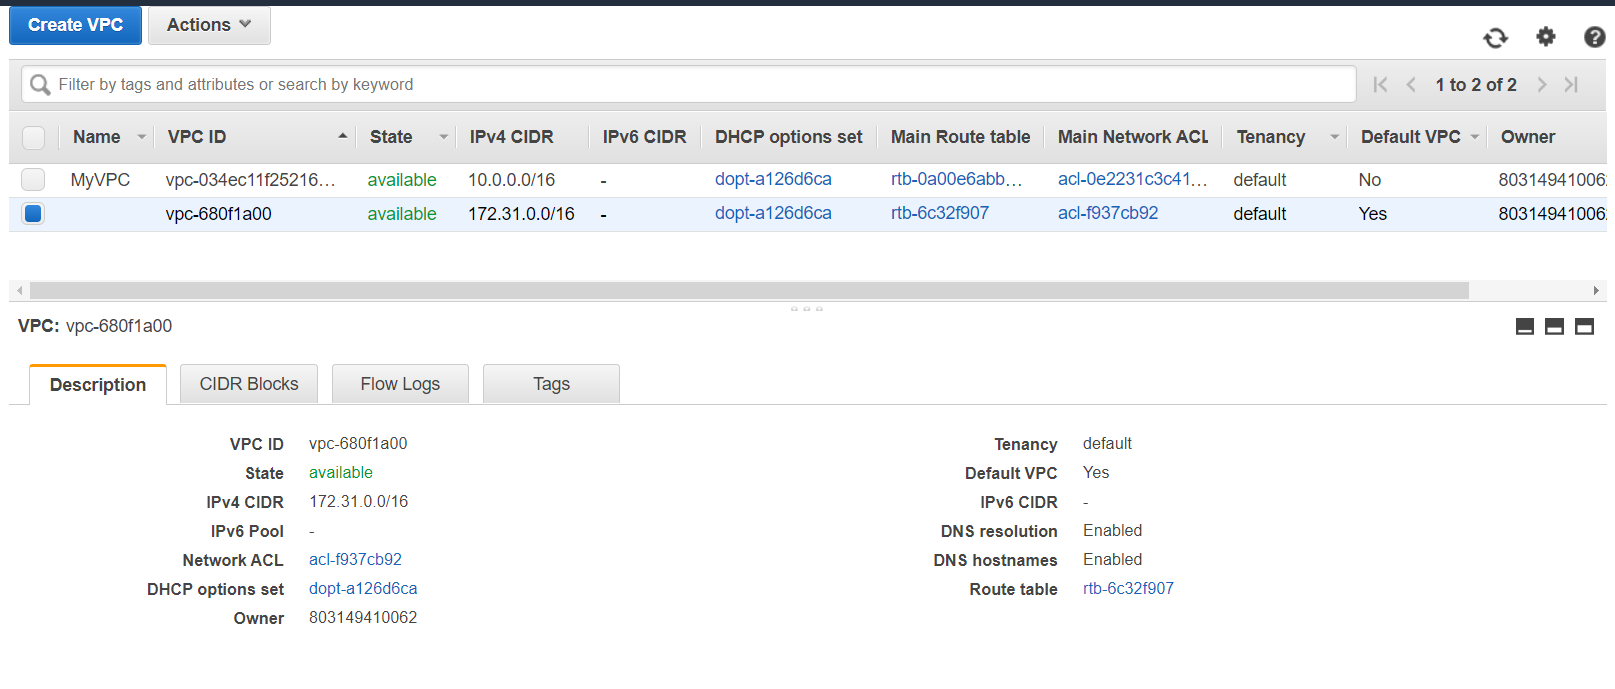 Create VPC Actions
Filter by tags and attributes or search by keyword 1 to 2 of 2
Name VPC ID State IPv4 CIDR IPv6 CIDR DHCP options set Main Route table Main Network ACL Tenancy Default VPC Owner
MyVPC vpc-034ec11f25216… available 10.0.0.0/16 - dopt-a126d6ca rtb-0a00e6abb… acl-0e2231c3c41… default No 803149410062
vpc-680f1a00 available 172.31.0.0/16 - dopt-a126d6ca rtb-6c32f907 acl-f937cb92 default Yes 803149410062
VPC: vpc-680f1a00
Description CIDR Blocks Flow Logs Tags
VPC ID vpc-680f1a00 Tenancy default
State available Default VPC Yes
IPv4 CIDR 172.31.0.0/16 IPv6 CIDR -
IPv6 Pool - DNS resolution Enabled
Network ACL acl-f937cb92 DNS hostnames Enabled
DHCP options set dopt-a126d6ca Route table rtb-6c32f907
Owner 803149410062